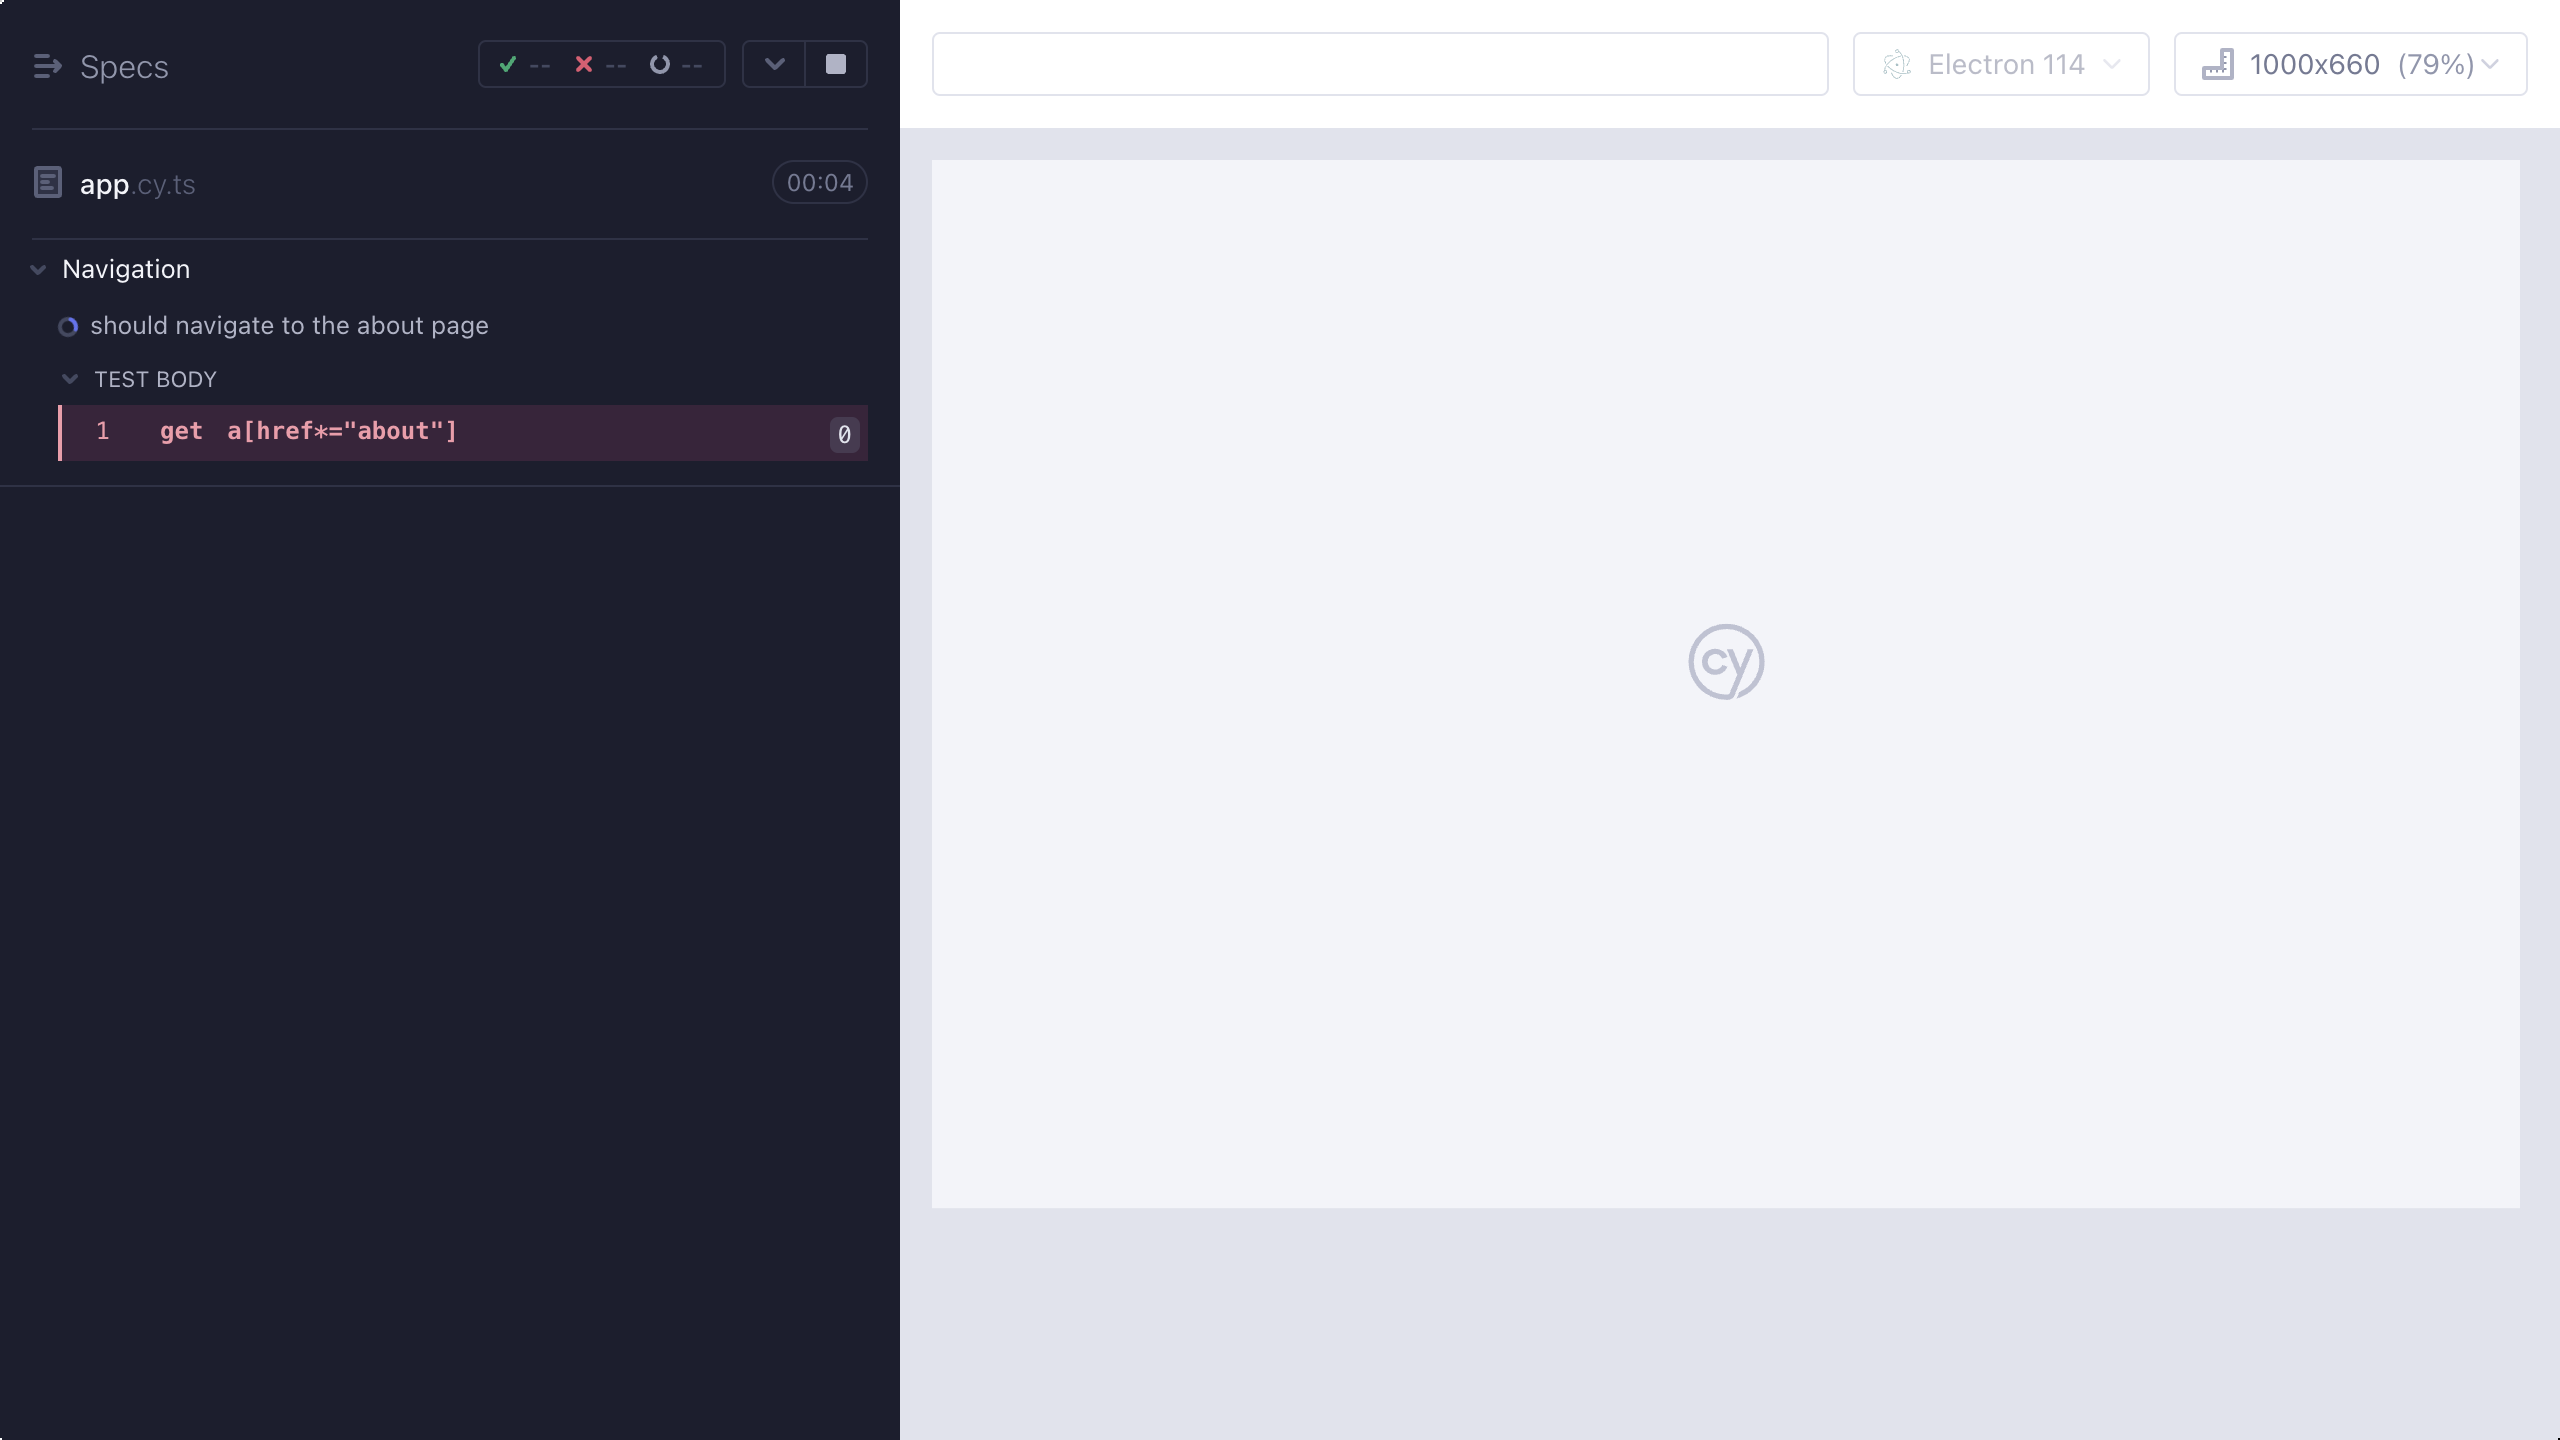 Specs
-- -- --
app.cy.ts
00:04
Navigation
should navigate to the about page
TEST BODY
1 get a[href*="about"] 0
Electron 114
1000x660 (79%)
cy